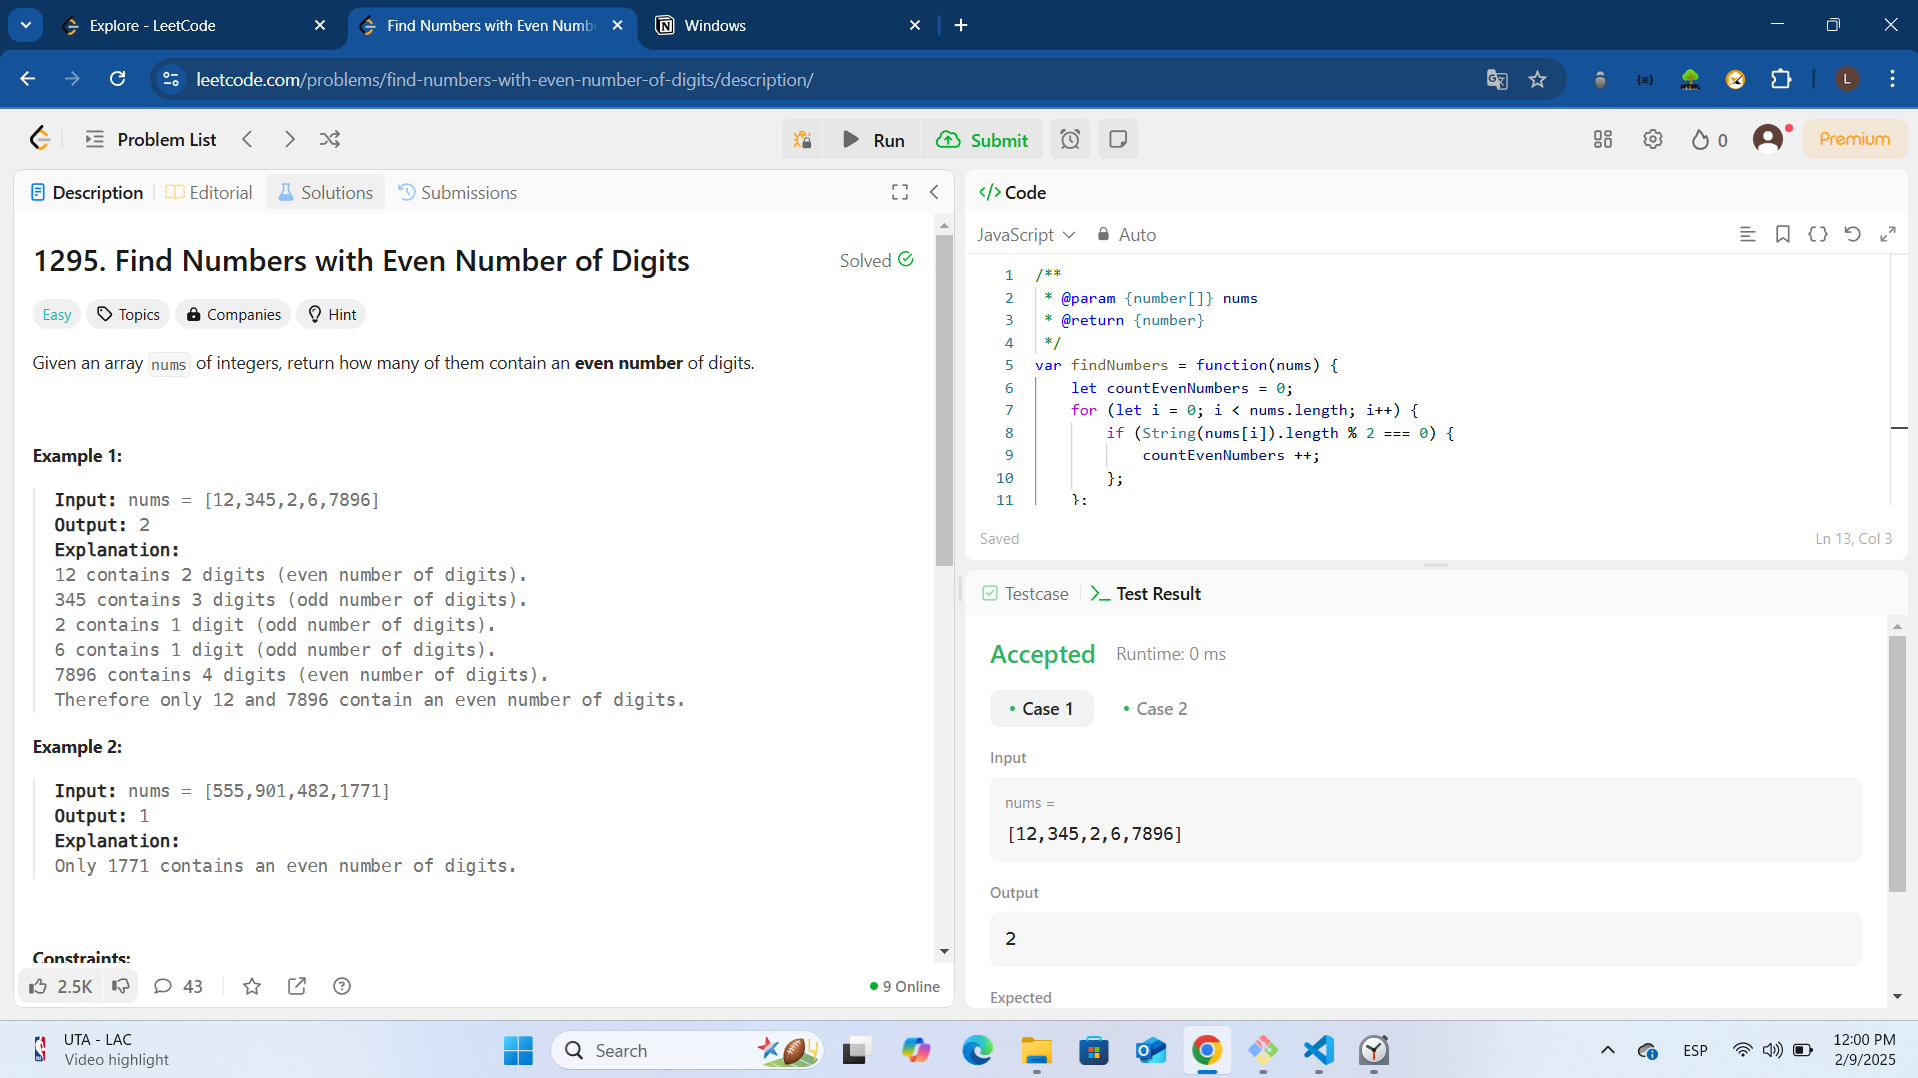 Explore - LeetCode
Find Numbers with Even Numb
Windows
leetcode.com/problems/find-numbers-with-even-number-of-digits/description/
L
Problem List
Run
Submit
0
Premium
Description
Editorial
Solutions
Submissions
1295. Find Numbers with Even Number of Digits
Solved
Easy
Topics
Companies
Hint
Given an array nums of integers, return how many of them contain an even number of digits.
Example 1:
Input: nums = [12,345,2,6,7896]
Output: 2
Explanation:
12 contains 2 digits (even number of digits).
345 contains 3 digits (odd number of digits).
2 contains 1 digit (odd number of digits).
6 contains 1 digit (odd number of digits).
7896 contains 4 digits (even number of digits).
Therefore only 12 and 7896 contain an even number of digits.
Example 2:
Input: nums = [555,901,482,1771]
Output: 1
Explanation:
Only 1771 contains an even number of digits.
Constraints:
2.5K
43
9 Online
</> Code
JavaScript
Auto
1 /**
2 * @param {number[]} nums
3 * @return {number}
4 */
5 var findNumbers = function(nums) {
6 let countEvenNumbers = 0;
7 for (let i = 0; i < nums.length; i++) {
8 if (String(nums[i]).length % 2 === 0) {
9 countEvenNumbers ++;
10 };
11 };
Saved
Ln 13, Col 3
Testcase
Test Result
Accepted
Runtime: 0 ms
Case 1
Case 2
Input
nums =
[12,345,2,6,7896]
Output
2
Expected
UTA - LAC
Video highlight
Search
ESP
12:00 PM
2/9/2025